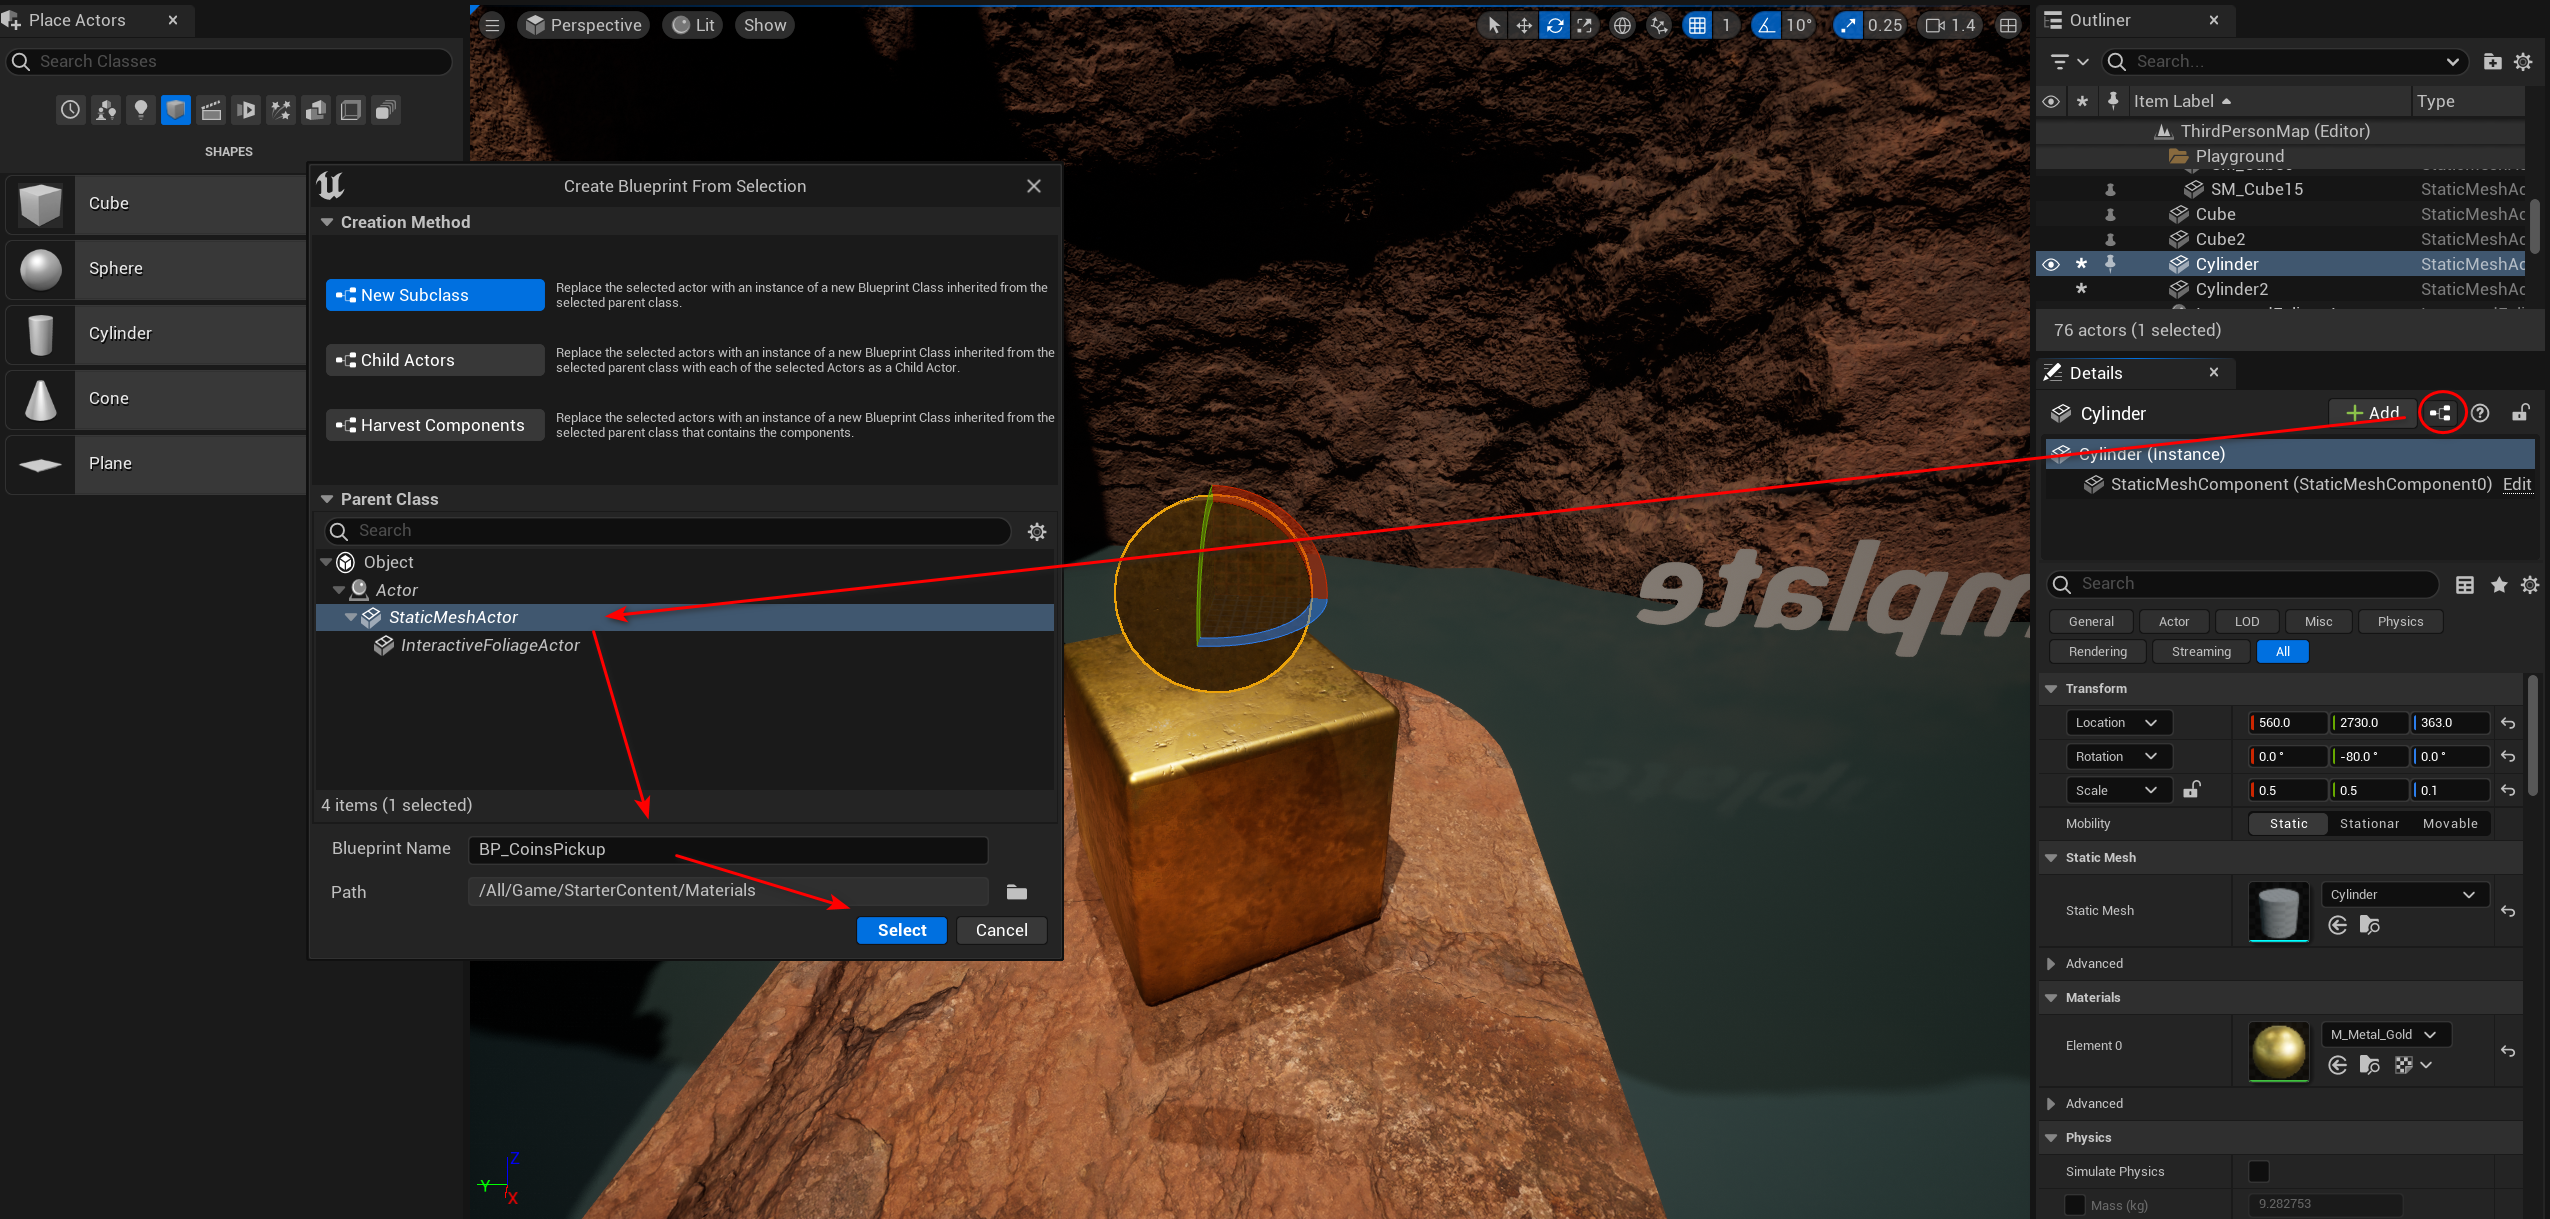 Place Actors
Search Classes
SHAPES
Cube
Sphere
Cylinder
Cone
Plane
Perspective
Lit
Show
1
10°
0.25
1.4
Create Blueprint From Selection
Creation Method
New Subclass
Replace the selected actor with an instance of a new Blueprint Class inherited from the
selected parent class.
Child Actors
Replace the selected actors with an instance of a new Blueprint Class inherited from the
selected parent class with each of the selected Actors as a Child Actor.
Harvest Components
Replace the selected actors with an instance of a new Blueprint Class inherited from the
selected parent class that contains the components.
Parent Class
Search
Object
Actor
StaticMeshActor
InteractiveFoliageActor
4 items (1 selected)
Blueprint Name
BP_CoinsPickup
Path
/All/Game/StarterContent/Materials
Select
Cancel
mplate
Z
Y
X
Outliner
Search...
Item Label
Type
ThirdPersonMap (Editor)
Playground
SM_Cube15
StaticMeshAc
Cube
StaticMeshAc
Cube2
StaticMeshAc
Cylinder
StaticMeshAc
Cylinder2
StaticMeshAc
76 actors (1 selected)
Details
Cylinder
Add
Cylinder (Instance)
StaticMeshComponent (StaticMeshComponent0)
Edit
Search
General
Actor
LOD
Misc
Physics
Rendering
Streaming
All
Transform
Location
560.0
2730.0
363.0
Rotation
0.0 °
-80.0 °
0.0 °
Scale
0.5
0.5
0.1
Mobility
Static
Stationar
Movable
Static Mesh
Static Mesh
Cylinder
Advanced
Materials
Element 0
M_Metal_Gold
Advanced
Physics
Simulate Physics
Mass (kg)
9.282753